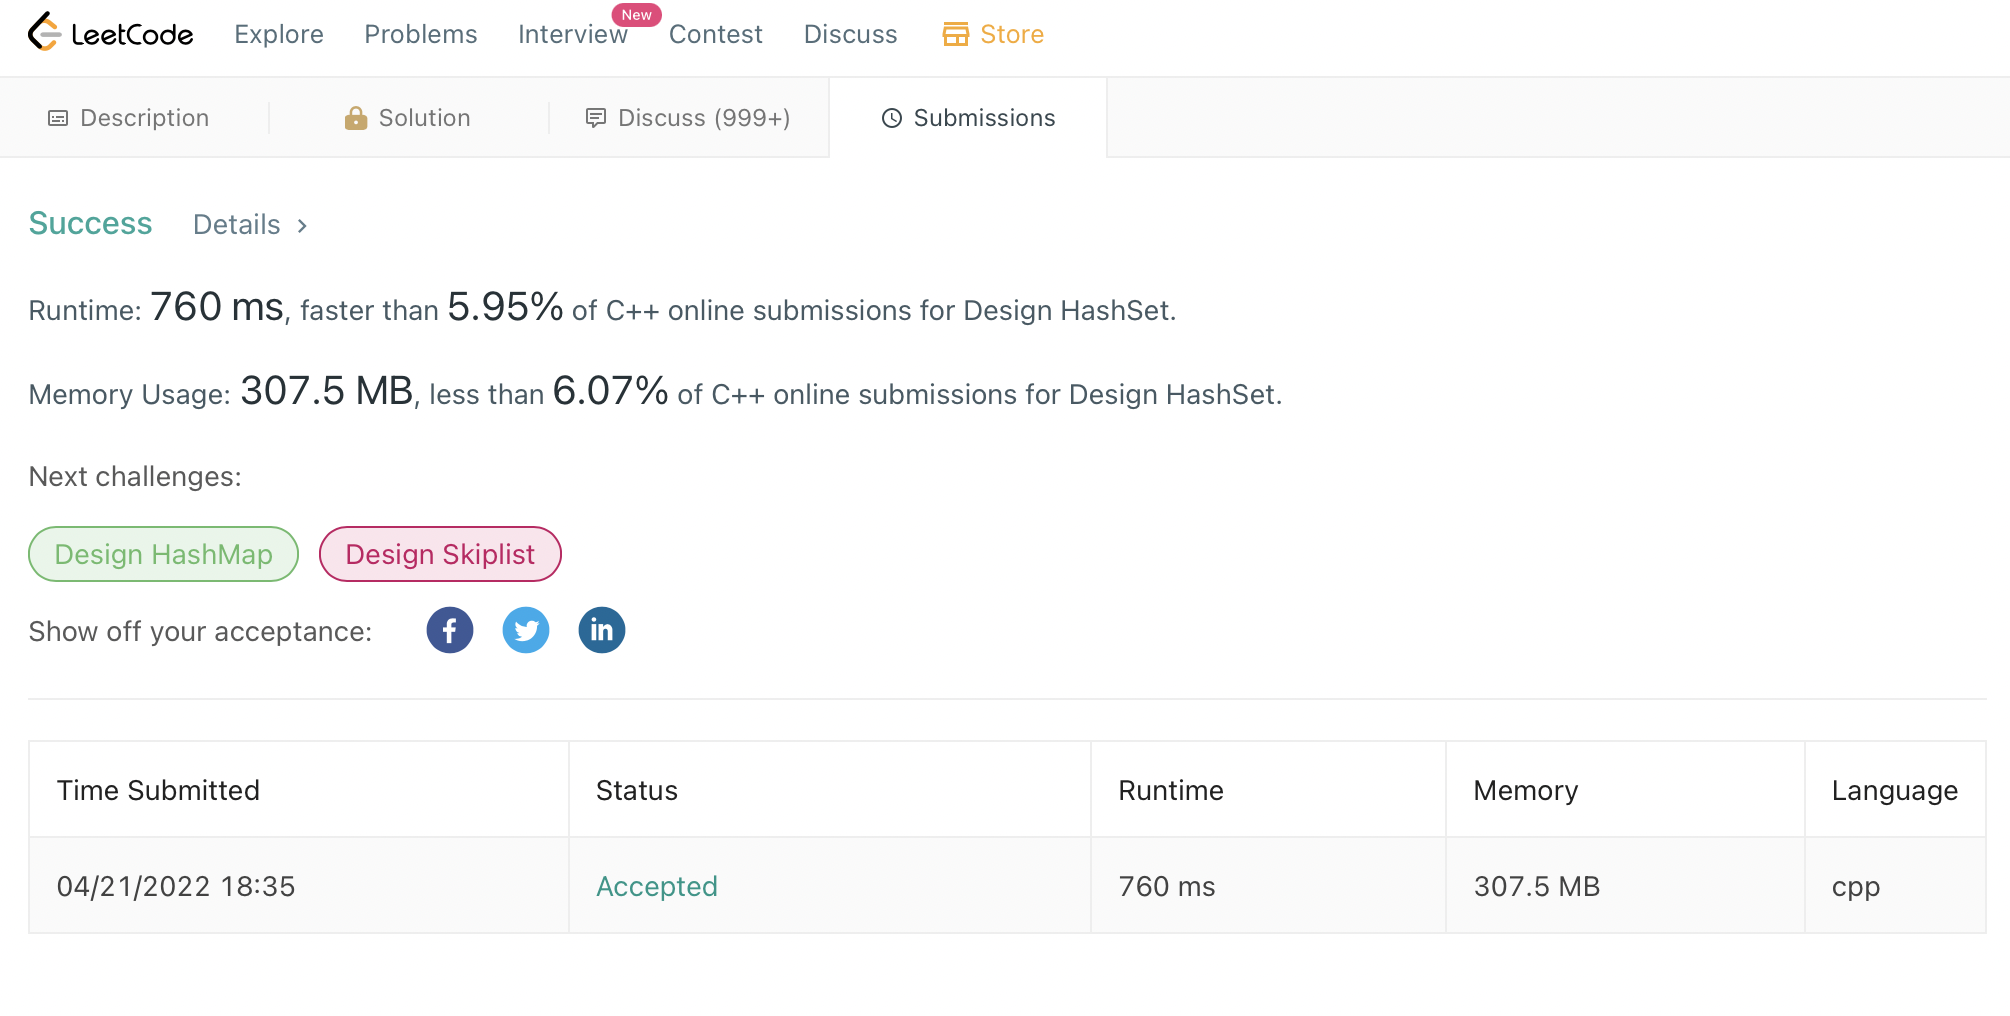 LeetCode Explore Problems Interview New Contest Discuss Store
Description Solution Discuss (999+) Submissions
Success Details >
Runtime: 760 ms, faster than 5.95% of C++ online submissions for Design HashSet.
Memory Usage: 307.5 MB, less than 6.07% of C++ online submissions for Design HashSet.
Next challenges:
Design HashMap Design Skiplist
Show off your acceptance:
Time Submitted Status Runtime Memory Language
04/21/2022 18:35 Accepted 760 ms 307.5 MB cpp